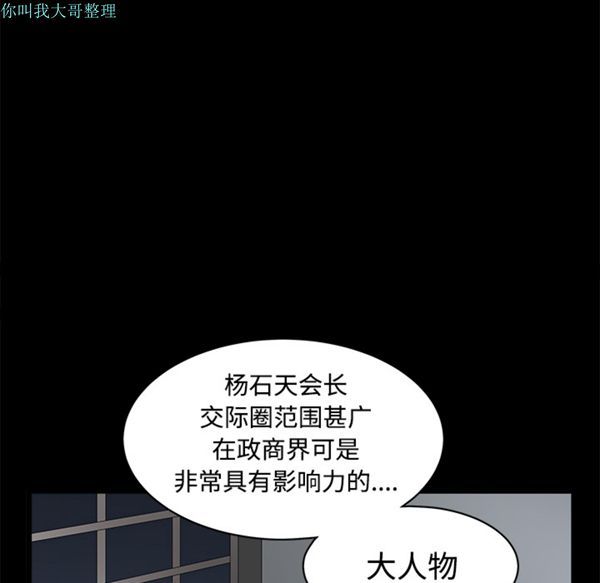 你叫我大哥整理
杨石天会长
交际圈范围甚广
在政商界可是
非常具有影响力的....
大人物